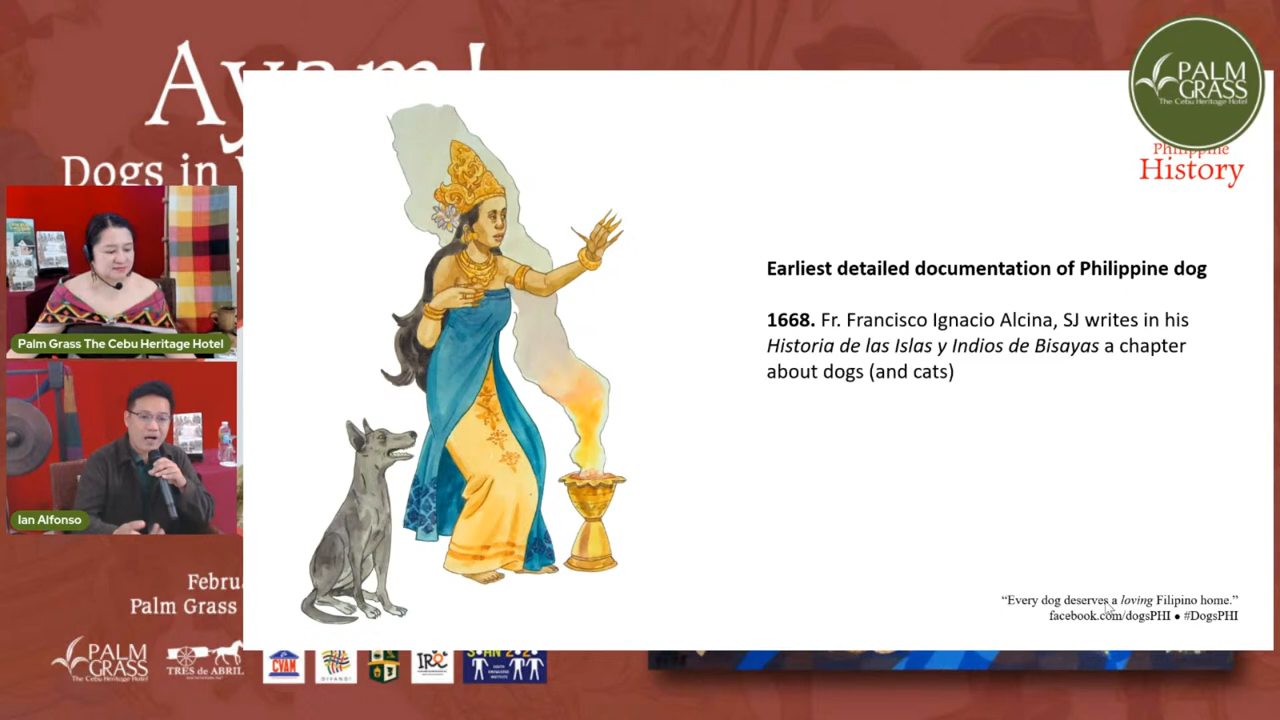 Ayam!
Dogs in
PALM
GRASS
The Cebu Heritage Hotel
Philippine
History
Earliest detailed documentation of Philippine dog
1668. Fr. Francisco Ignacio Alcina, SJ writes in his
Historia de las Islas y Indios de Bisayas a chapter
about dogs (and cats)
Palm Grass The Cebu Heritage Hotel
Ian Alfonso
Palm Grass
“Every dog deserves a loving Filipino home.”
facebook.com/dogsPHI ● #DogsPHI
PALM
GRASS
The Cebu Heritage Hotel
TRES de ABRIL
CVAM